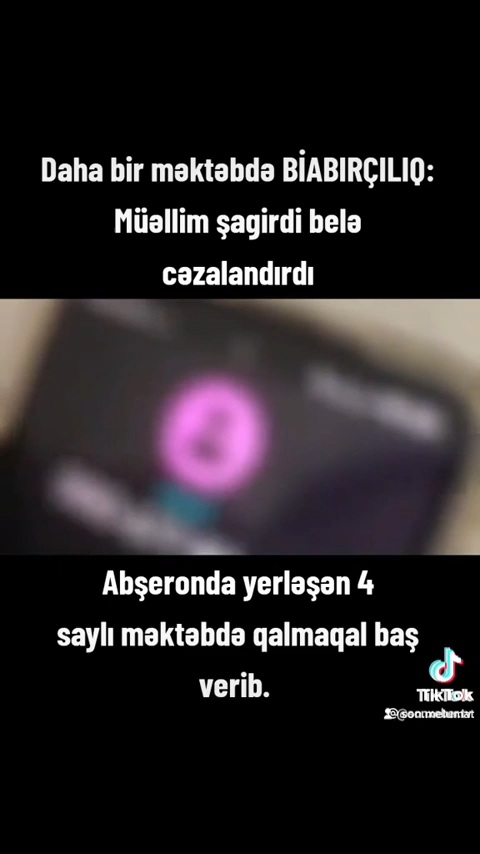 Daha bir məktəbdə BİABIRÇILIQ:
Müəllim şagirdi belə
cəzalandırdı
Abşeronda yerləşən 4
saylı məktəbdə qalmaqal baş
verib.
TikTok